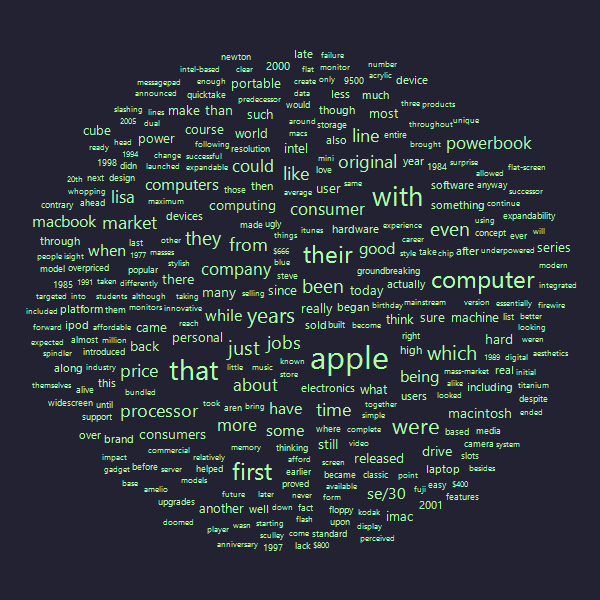 newton late failure
intel-based clear 2000 flat monitor number
messagepad enough portable create only 9500 acrylic device
announced quicktake predecessor data less much
slashing lines make than such would though most three products
2005 dual around storage throughout unique
cube power course world macs also line entire brought powerbook
ready head following resolution intel
1994 change successful could mini original year 1984 surprise
1998 didn launched expandable like love allowed flat-screen
20th next design computers those then user same software anyway successor
whopping lisa maximum average with something continue
contrary ahead computing consumer
macbook market devices made ugly hardware experience even using expandability
they from things itunes career concept ever will
through when last other their good style take chip after underpowered series
1977 masses $666
people isight stylish company blue groundbreaking modern
model overpriced popular there steve been actually computer integrated
1985 1991 taken differently many selling since today
targeted into students although taking really began birthday mainstream version essentially firewire
included platform them monitors innovative while years sold built become think sure machine list better
forward ipod affordable came reach looking
expected almost million personal just jobs high right which hard weren
spindler introduced back apple 1989 digital aesthetics
along industry this price that little music known being mass-market real initial
themselves alive about store electronics what alike including titanium
bundled users looked
widescreen until took aren bring have time together simple macintosh despite
support processor more some where complete based media ended
over brand consumers still video drive camera system
commercial memory thinking released slots
impact relatively first afford laptop besides
gadget before server helped earlier screen became classic point
base models proved available se/30 fuji easy $400
amelio future later never form features
upgrades another well down fact floppy kodak 2001
doomed flash upon imac
player wasn starting display
sculley come standard perceived
anniversary 1997 lack $800